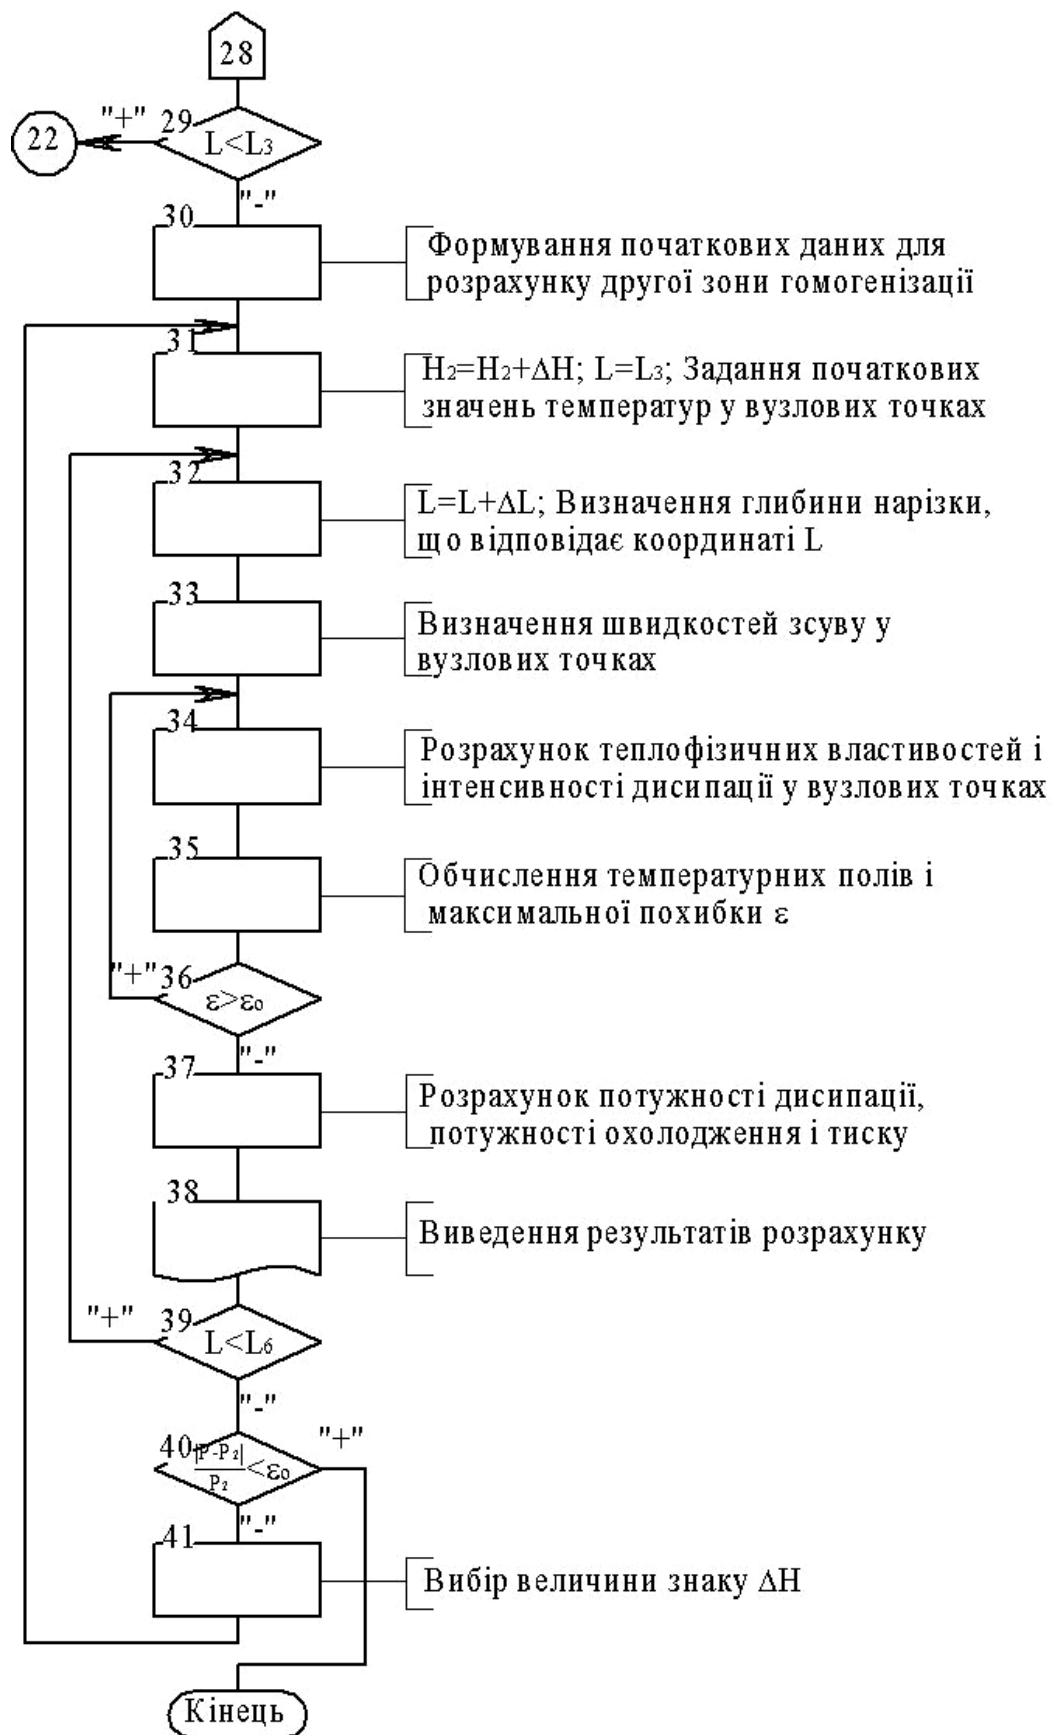 28
"+"
29
22
L<L₃
"-"
30
Формування початкових даних для
розрахунку другої зони гомогенізації
31
H₂=H₂+ΔH; L=L₃; Задання початкових
значень температур у вузлових точках
32
L=L+ΔL; Визначення глибини нарізки,
що відповідає координаті L
33
Визначення швидкостей зсуву у
вузлових точках
34
Розрахунок теплофізичних властивостей і
інтенсивності дисипації у вузлових точках
35
Обчислення температурних полів і
максимальної похибки ε
"+"
36
ε>ε₀
"-"
37
Розрахунок потужності дисипації,
потужності охолодження і тиску
38
Виведення результатів розрахунку
"+"
39
L<L₆
"-"
40
"+"
|P-P₂|
P₂
<ε₀
"-"
41
Вибір величини знаку ΔH
Кінець